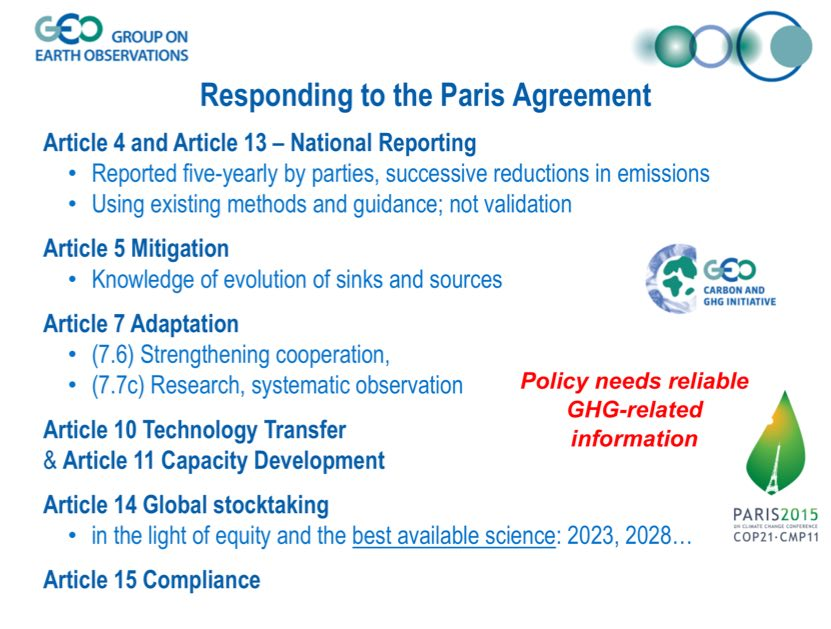 GEO GROUP ON
EARTH OBSERVATIONS
Responding to the Paris Agreement
Article 4 and Article 13 – National Reporting
• Reported five-yearly by parties, successive reductions in emissions
• Using existing methods and guidance; not validation
Article 5 Mitigation
• Knowledge of evolution of sinks and sources
GEO
CARBON AND
GHG INITIATIVE
Article 7 Adaptation
• (7.6) Strengthening cooperation,
• (7.7c) Research, systematic observation
Policy needs reliable
GHG-related
information
Article 10 Technology Transfer
& Article 11 Capacity Development
Article 14 Global stocktaking
• in the light of equity and the best available science: 2023, 2028…
PARIS2015
UN CLIMATE CHANGE CONFERENCE
COP21·CMP11
Article 15 Compliance